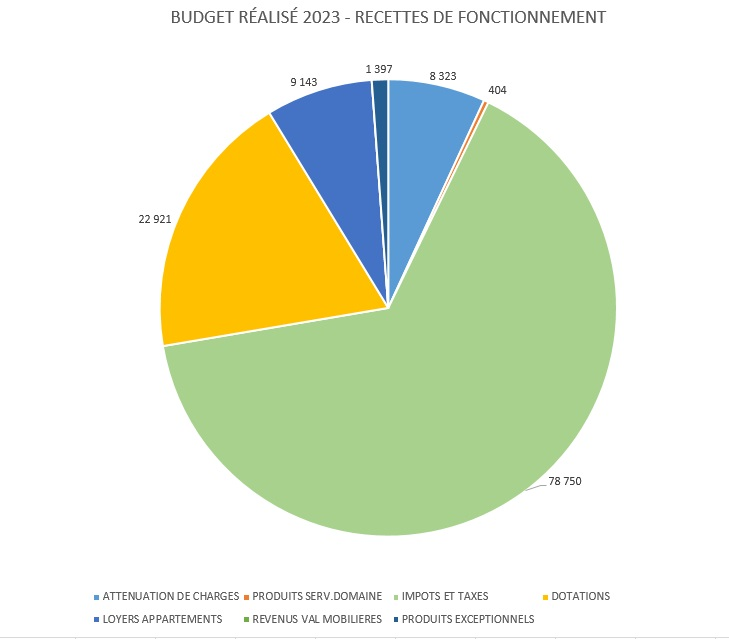 BUDGET RÉALISÉ 2023 - RECETTES DE FONCTIONNEMENT
1 397
8 323
9 143
404
22 921
78 750
ATTENUATION DE CHARGES PRODUITS SERV.DOMAINE IMPOTS ET TAXES DOTATIONS
LOYERS APPARTEMENTS REVENUS VAL MOBILIERES PRODUITS EXCEPTIONNELS